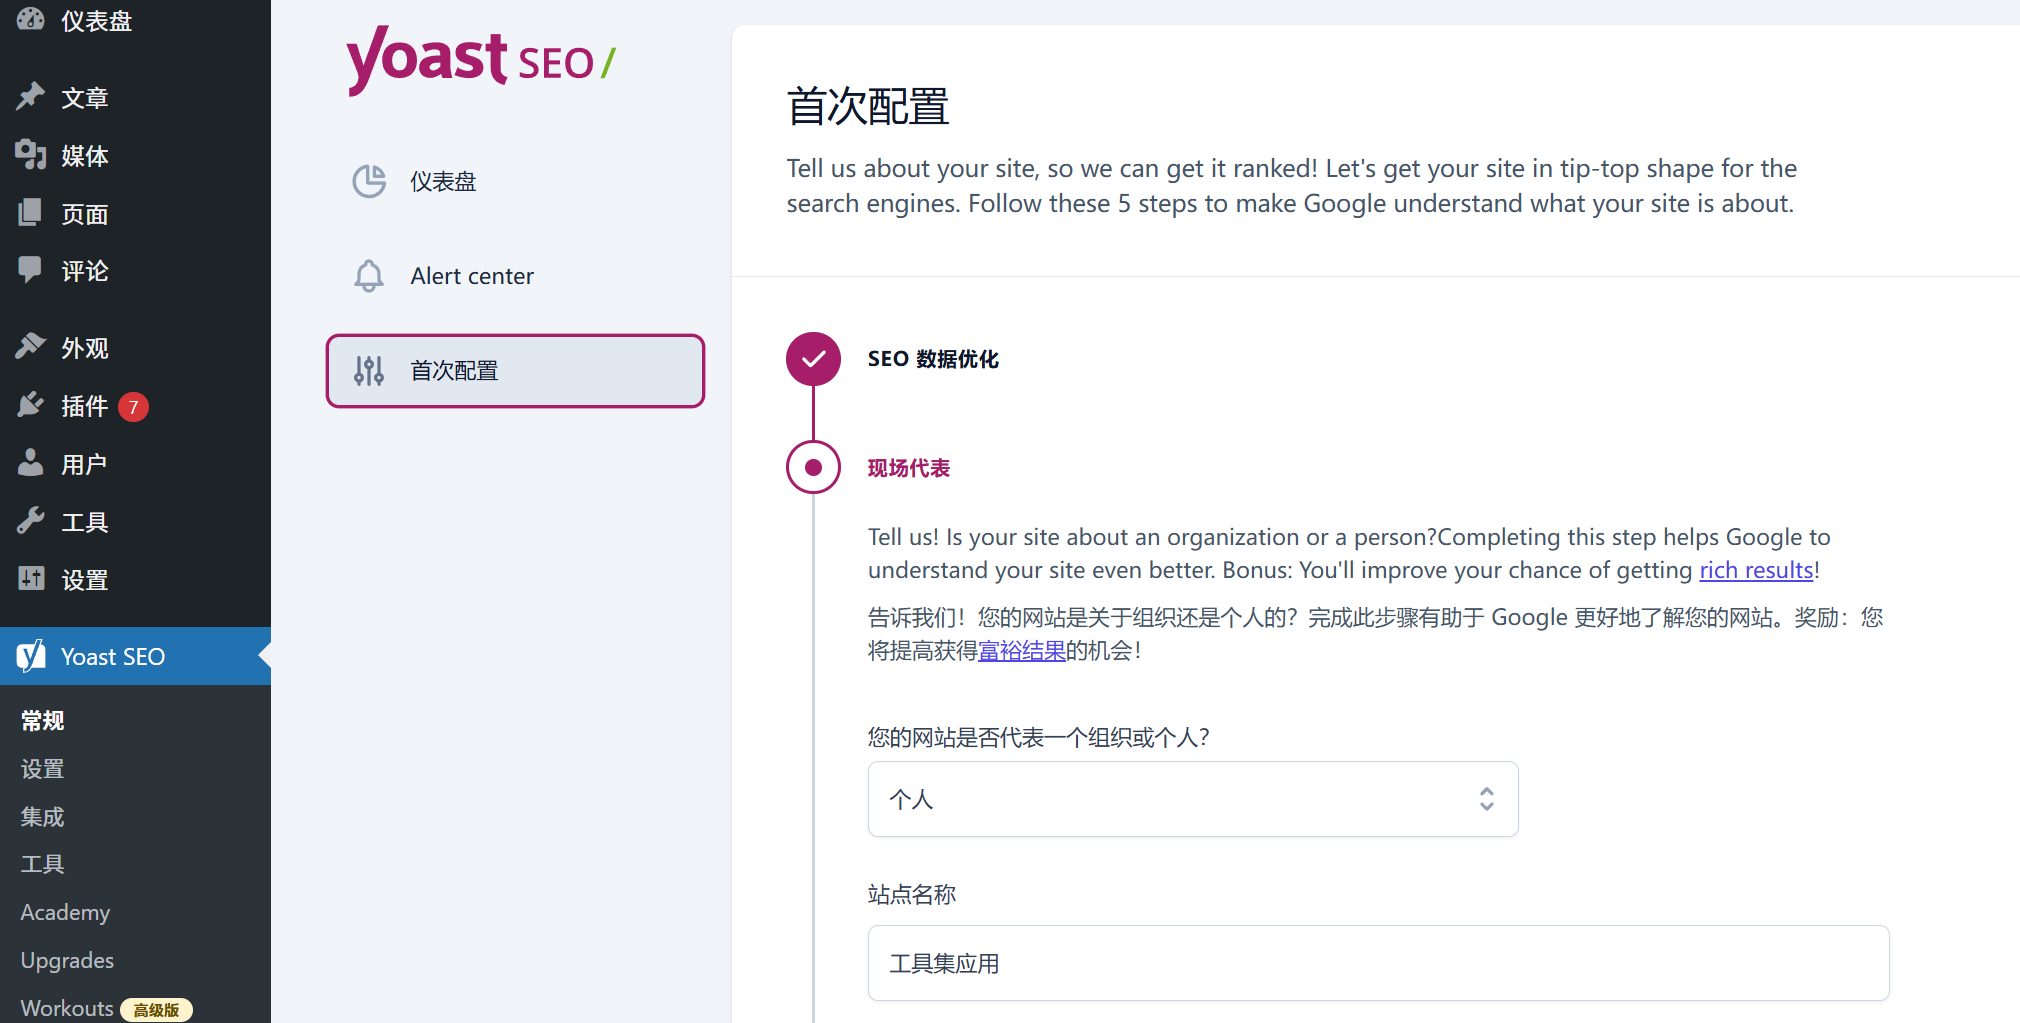 仪表盘
文章
媒体
页面
评论
外观
插件 7
用户
工具
设置
Yoast SEO
常规
设置
集成
工具
Academy
Upgrades
Workouts 高级版
yoast SEO/
仪表盘
Alert center
首次配置
首次配置
Tell us about your site, so we can get it ranked! Let's get your site in tip-top shape for the
search engines. Follow these 5 steps to make Google understand what your site is about.
SEO 数据优化
现场代表
Tell us! Is your site about an organization or a person?Completing this step helps Google to
understand your site even better. Bonus: You'll improve your chance of getting rich results!
告诉我们！您的网站是关于组织还是个人的？完成此步骤有助于 Google 更好地了解您的网站。奖励：您
将提高获得富裕结果的机会！
您的网站是否代表一个组织或个人？
个人
站点名称
工具集应用